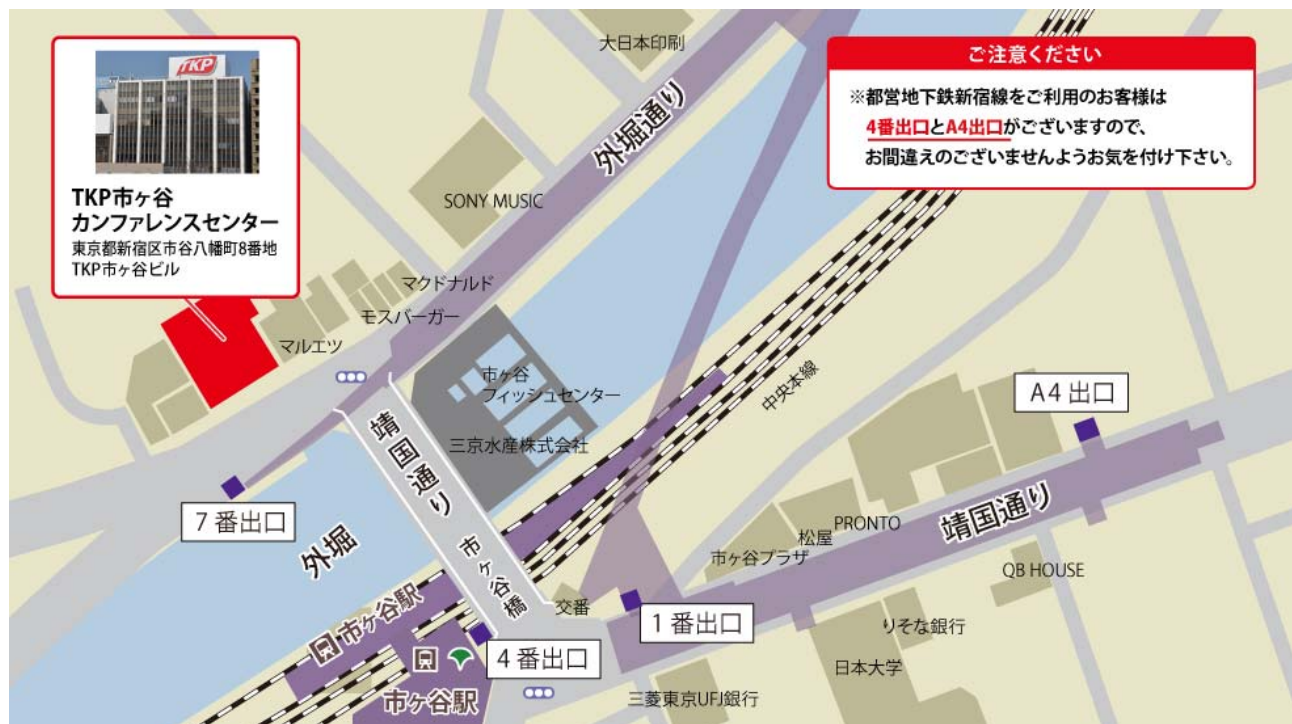 TKP
TKP市ヶ谷
カンファレンスセンター
東京都新宿区市谷八幡町8番地
TKP市ヶ谷ビル
大日本印刷
外堀通り
ご注意ください
※都営地下鉄新宿線をご利用のお客様は
4番出口とA4出口がございますので、
お間違えのございませんようお気を付け下さい。
SONY MUSIC
マクドナルド
モスバーガー
マルエツ
市ヶ谷
フィッシュセンター
三京水産株式会社
中央本線
A4出口
靖国通り
7番出口
外堀
市ヶ谷橋
靖国通り
PRONTO
松屋
市ヶ谷プラザ
QB HOUSE
交番
1番出口
りそな銀行
日本大学
市ヶ谷駅
4番出口
市ヶ谷駅
三菱東京UFJ銀行